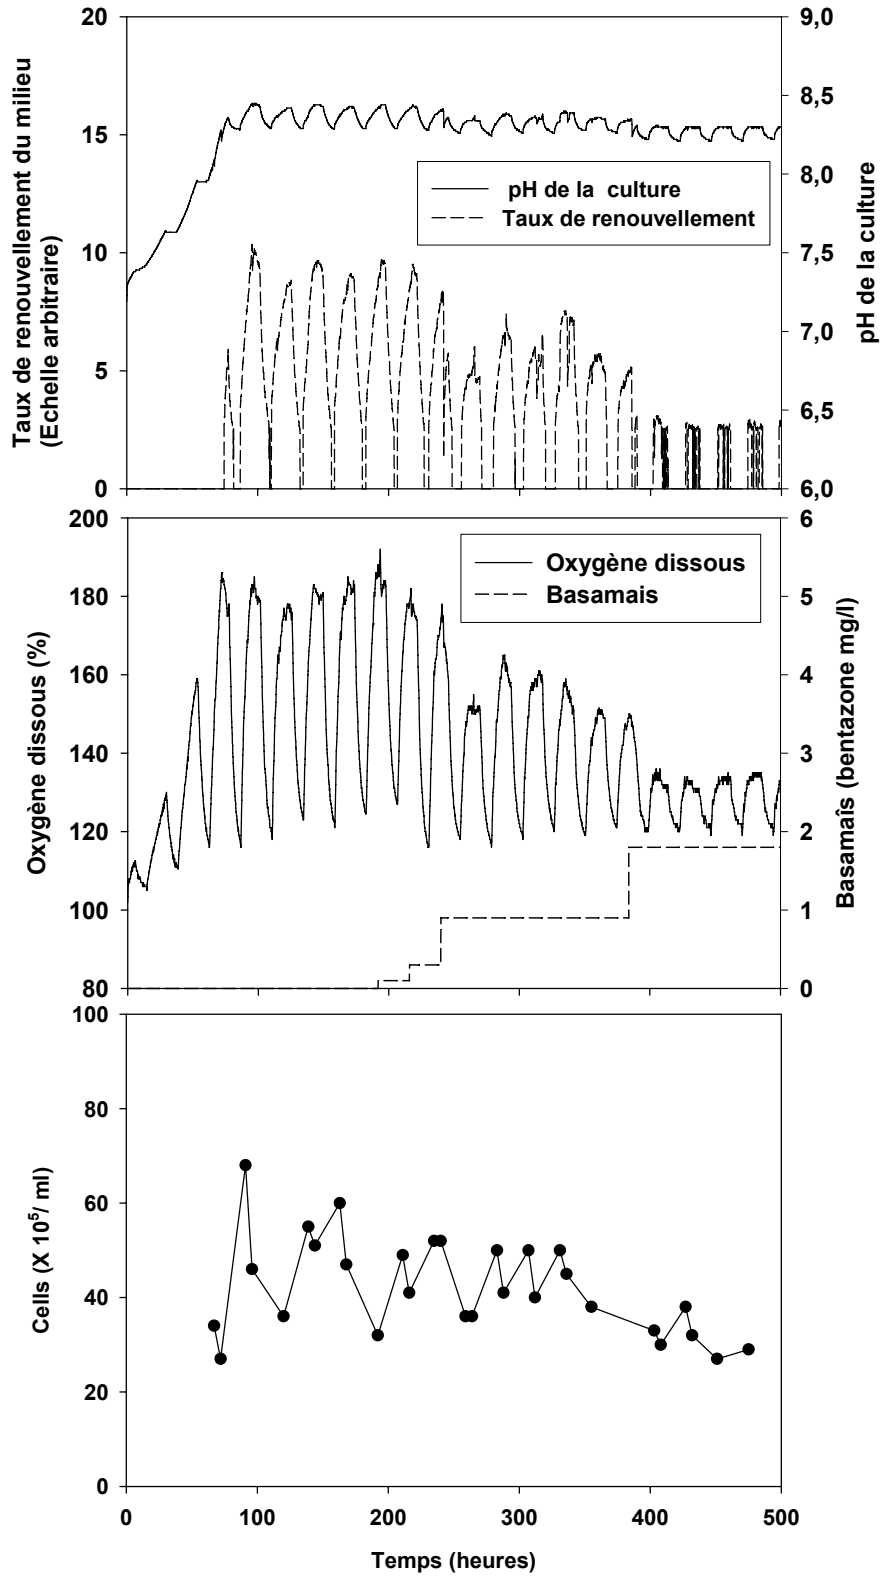 20
15
10
5
0
Taux de renouvellement du milieu
(Echelle arbitraire)
9,0
8,5
8,0
7,5
7,0
6,5
6,0
pH de la culture
pH de la culture
Taux de renouvellement
200
180
160
140
120
100
80
Oxygène dissous (%)
6
5
4
3
2
1
0
Basamaîs (bentazone mg/l)
Oxygène dissous
Basamais
100
80
60
40
20
0
Cells (X 10⁵/ ml)
0 100 200 300 400 500
Temps (heures)